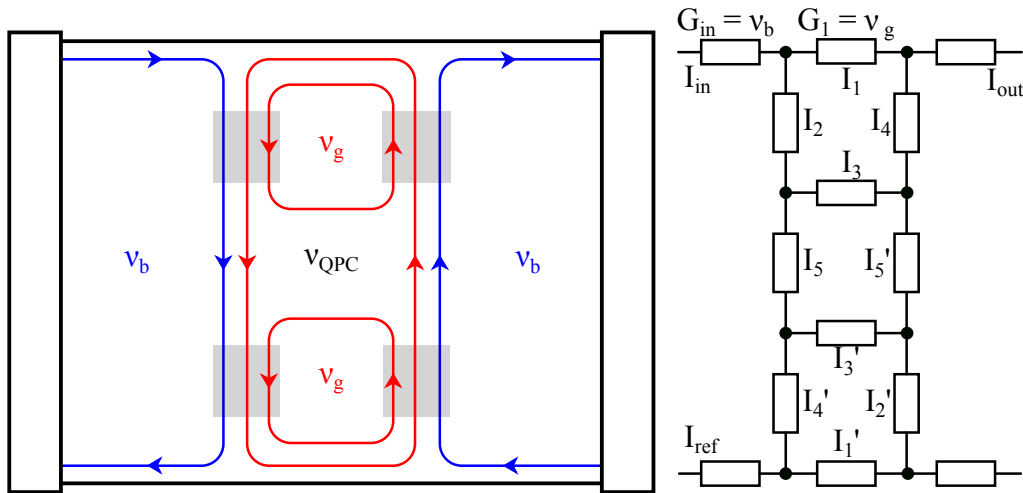 G_in = ν_b
G_1 = ν_g
I_in
I_1
I_out
I_2
I_4
ν_g
I_3
ν_b
ν_QPC
ν_b
I_5
I_5'
I_3'
ν_g
I_4'
I_2'
I_ref
I_1'